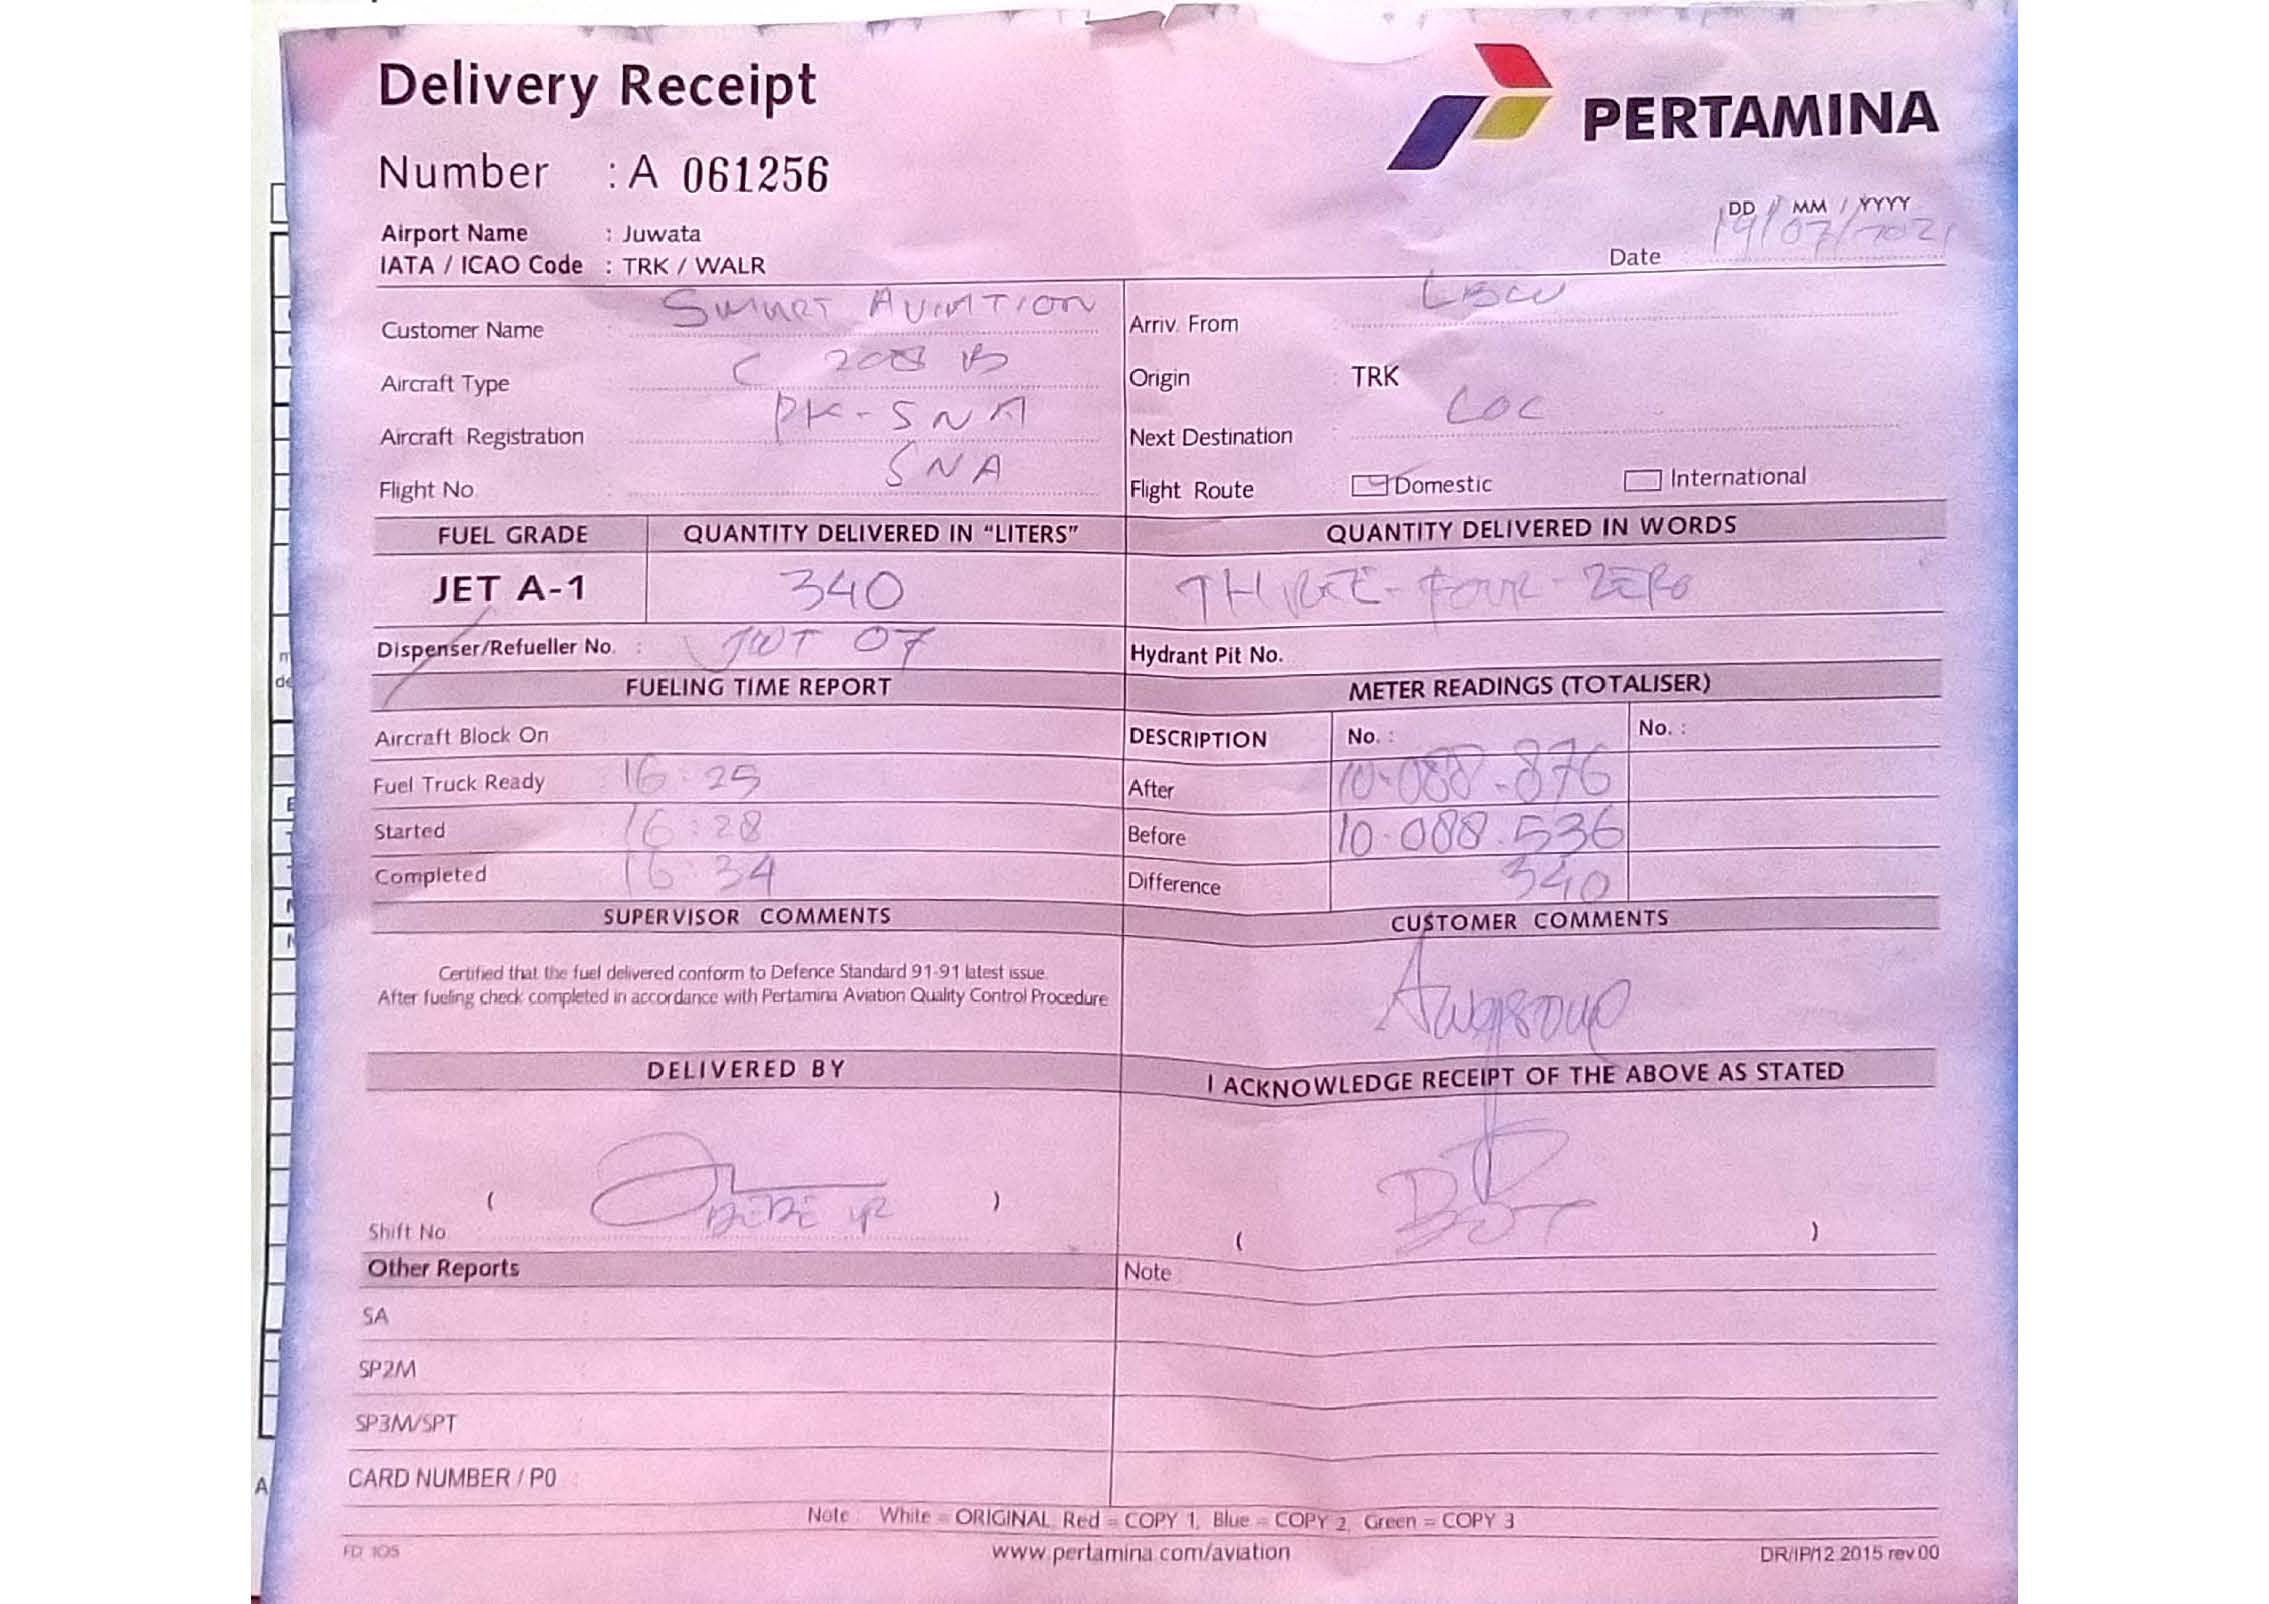 Delivery Receipt
PERTAMINA
Number : A 061256
Airport Name : Juwata
IATA / ICAO Code : TRK / WALR
DD / MM / YYYY
Date 19/07/2021
Customer Name : SMART AVIATION
Arriv. From : LBW
Aircraft Type : C 208 B
Origin : TRK
Aircraft Registration : PK-SNA
Next Destination : LOC
Flight No : SNA
Flight Route Domestic International
FUEL GRADE QUANTITY DELIVERED IN "LITERS" QUANTITY DELIVERED IN WORDS
JET A-1 340 THREE-FOUR-ZERO
Dispenser/Refueller No. : JWT 07 Hydrant Pit No.
FUELING TIME REPORT METER READINGS (TOTALISER)
Aircraft Block On DESCRIPTION No. : No. :
Fuel Truck Ready 16:25 After 10.088.876
Started 16:28 Before 10.088.536
Completed 16:34 Difference 340
SUPERVISOR COMMENTS CUSTOMER COMMENTS
Certified that the fuel delivered conform to Defence Standard 91-91 latest issue.
After fueling check completed in accordance with Pertamina Aviation Quality Control Procedure
DELIVERED BY I ACKNOWLEDGE RECEIPT OF THE ABOVE AS STATED
( )
Shift No ( )
Other Reports Note
SA
SP2M
SP3M/SPT
CARD NUMBER / PO :
Note : White = ORIGINAL, Red = COPY 1, Blue = COPY 2, Green = COPY 3
FD 105 www.pertamina.com/aviation DR/IP/12.2015 rev.00